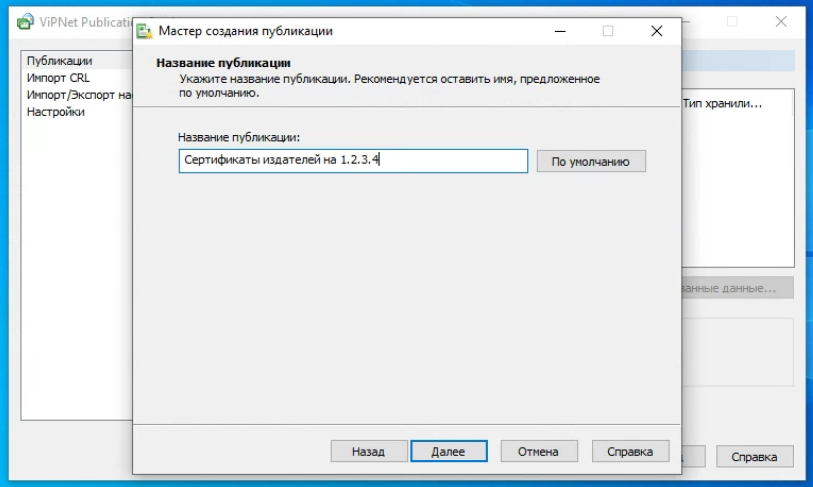 ViPNet Publicatio
Мастер создания публикации
Публикации
Импорт CRL
Импорт/Экспорт на
Настройки
Название публикации
Укажите название публикации. Рекомендуется оставить имя, предложенное
по умолчанию.
Тип хранили...
Название публикации:
Сертификаты издателей на 1.2.3.4
По умолчанию
данные...
Назад
Далее
Отмена
Справка
Справка